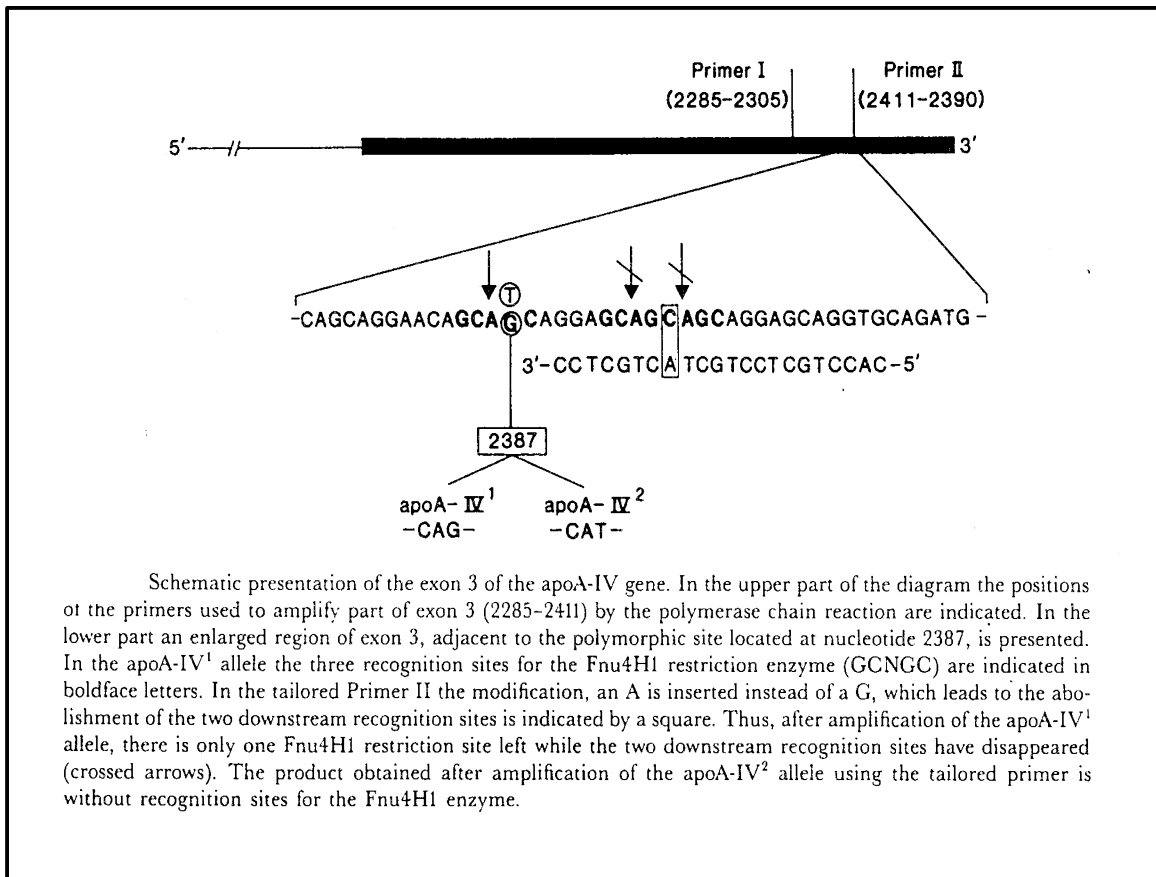 Primer I Primer II
(2285-2305) (2411-2390)
5' 3'
T
-CAGCAGGAACAGCAGCAGGAGCAGCAGCAGGAGCAGGTGCAGATG-
3'-CCTCGTCATCGTCCTCGTCCAC-5'
2387
apoA-IV¹ apoA-IV²
-CAG- -CAT-
Schematic presentation of the exon 3 of the apoA-IV gene. In the upper part of the diagram the positions
of the primers used to amplify part of exon 3 (2285-2411) by the polymerase chain reaction are indicated. In the
lower part an enlarged region of exon 3, adjacent to the polymorphic site located at nucleotide 2387, is presented.
In the apoA-IV¹ allele the three recognition sites for the Fnu4H1 restriction enzyme (GCNGC) are indicated in
boldface letters. In the tailored Primer II the modification, an A is inserted instead of a G, which leads to the abo-
lishment of the two downstream recognition sites is indicated by a square. Thus, after amplification of the apoA-IV¹
allele, there is only one Fnu4H1 restriction site left while the two downstream recognition sites have disappeared
(crossed arrows). The product obtained after amplification of the apoA-IV² allele using the tailored primer is
without recognition sites for the Fnu4H1 enzyme.